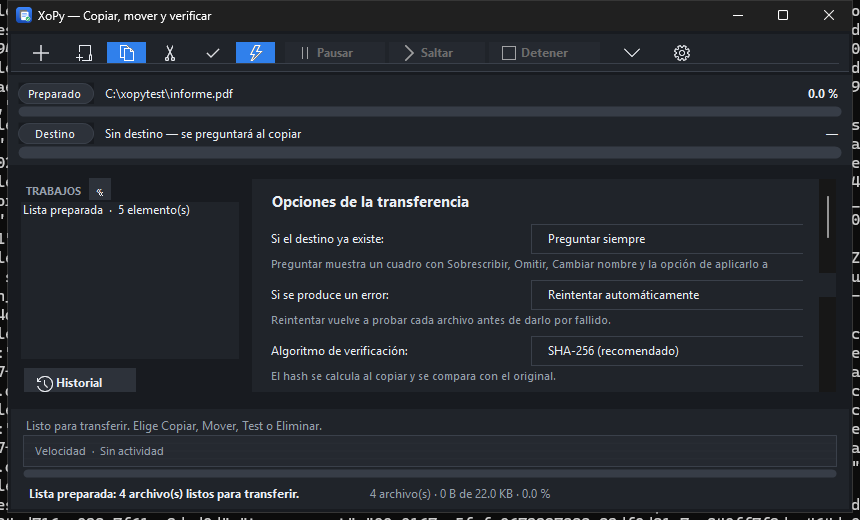 XoPy — Copiar, mover y verificar
Pausar Saltar Detener
Preparado C:\xopytest\informe.pdf 0.0 %
Destino Sin destino — se preguntará al copiar —
TRABAJOS «
Lista preparada · 5 elemento(s)
Historial
Opciones de la transferencia
Si el destino ya existe: Preguntar siempre
Preguntar muestra un cuadro con Sobrescribir, Omitir, Cambiar nombre y la opción de aplicarlo a
Si se produce un error: Reintentar automáticamente
Reintentar vuelve a probar cada archivo antes de darlo por fallido.
Algoritmo de verificación: SHA-256 (recomendado)
El hash se calcula al copiar y se compara con el original.
Listo para transferir. Elige Copiar, Mover, Test o Eliminar.
Velocidad · Sin actividad
Lista preparada: 4 archivo(s) listos para transferir. 4 archivo(s) · 0 B de 22.0 KB · 0.0 %